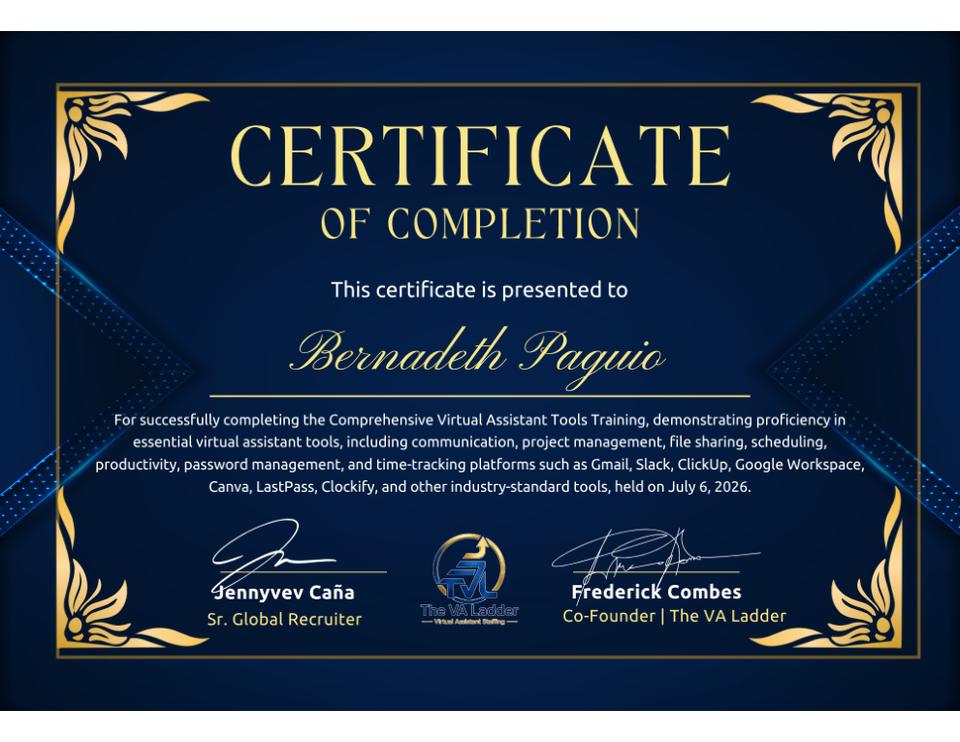 CERTIFICATE
OF COMPLETION
This certificate is presented to
Bernadeth Paguio
For successfully completing the Comprehensive Virtual Assistant Tools Training, demonstrating proficiency in
essential virtual assistant tools, including communication, project management, file sharing, scheduling,
productivity, password management, and time-tracking platforms such as Gmail, Slack, ClickUp, Google Workspace,
Canva, LastPass, Clockify, and other industry-standard tools, held on July 6, 2026.
Jennyvev Caña
Sr. Global Recruiter
TVL
The VA Ladder
Virtual Assistant Staffing
Frederick Combes
Co-Founder | The VA Ladder